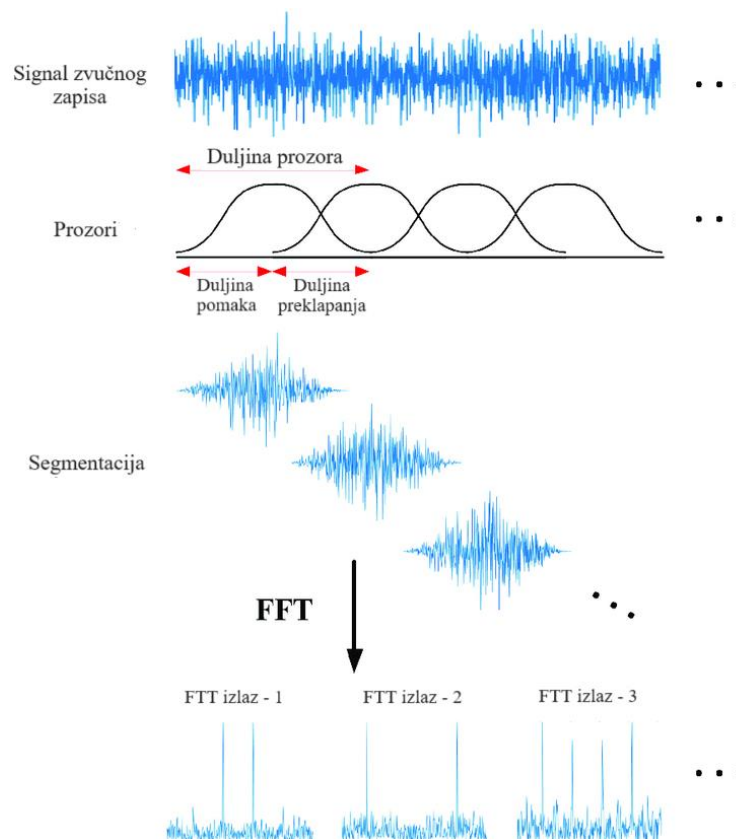 Signal zvučnog
zapisa
Duljina prozora
Prozori
Duljina
pomaka
Duljina
preklapanja
Segmentacija
FFT
FTT izlaz - 1
FTT izlaz - 2
FTT izlaz - 3